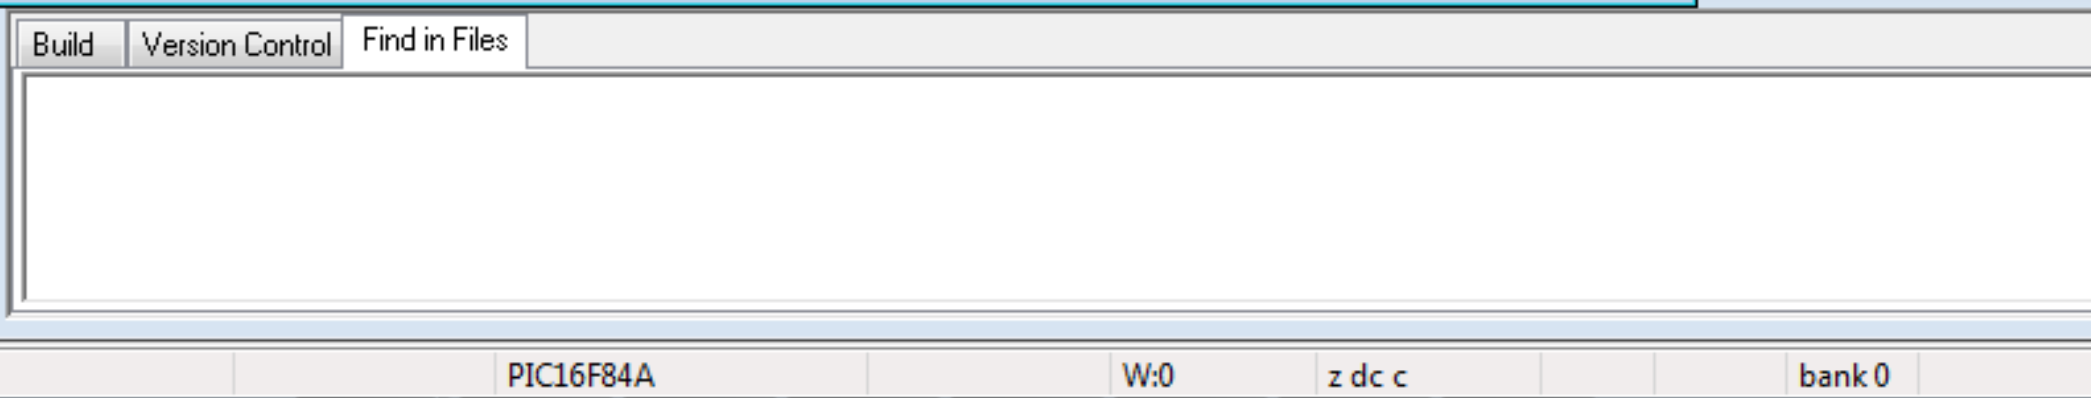 Build Version Control Find in Files
PIC16F84A W:0 z dc c bank 0